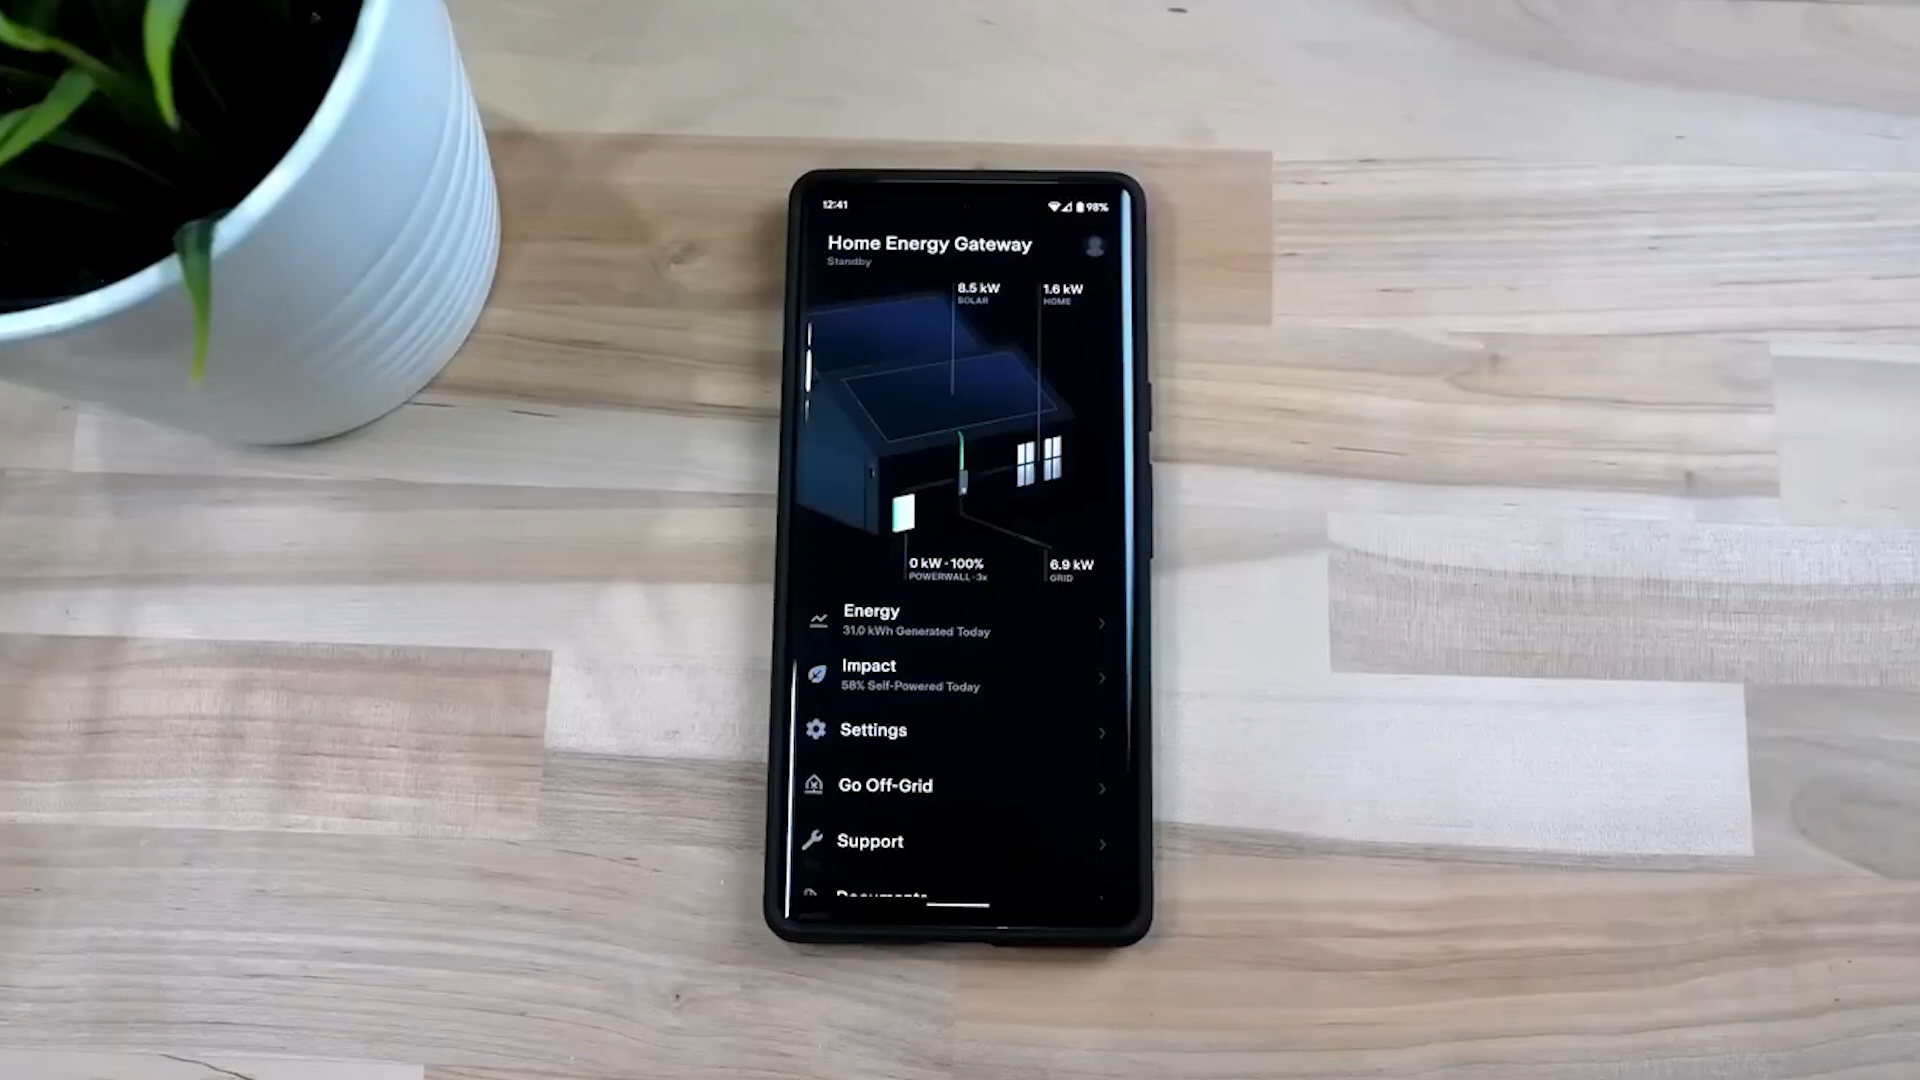 12:41
98%
Home Energy Gateway
Standby
8.5 kW
SOLAR
1.6 kW
HOME
0 kW · 100%
POWERWALL · 3x
6.9 kW
GRID
Energy
31.0 kWh Generated Today
Impact
58% Self-Powered Today
Settings
Go Off-Grid
Support
Documents